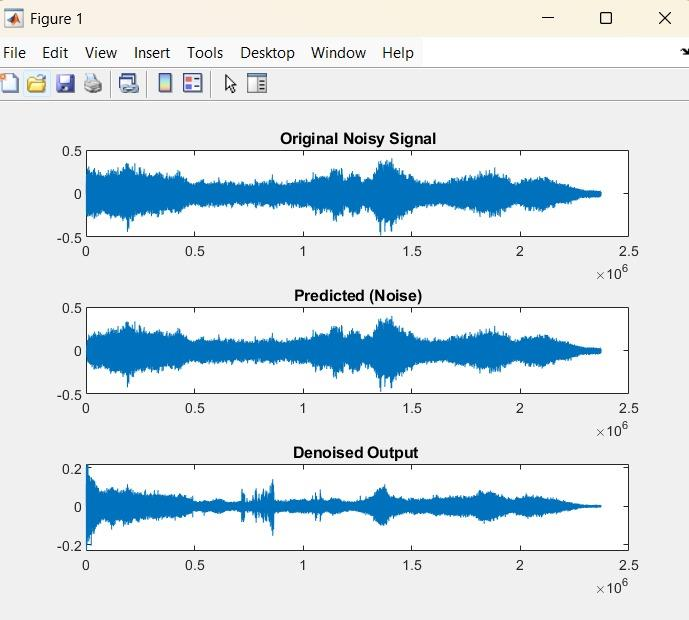 Figure 1
File Edit View Insert Tools Desktop Window Help
Original Noisy Signal
0.5
0
-0.5
0 0.5 1 1.5 2 2.5
×10^6
Predicted (Noise)
0.5
0
-0.5
0 0.5 1 1.5 2 2.5
×10^6
Denoised Output
0.2
0
-0.2
0 0.5 1 1.5 2 2.5
×10^6